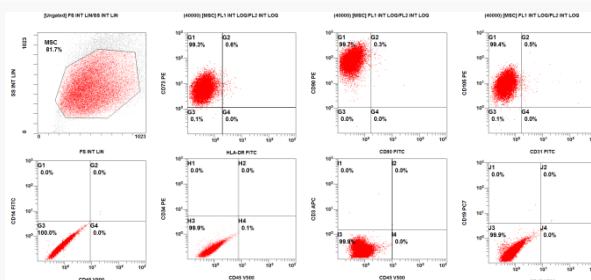 [Ungated] FS INT LIN/SS INT LIN
1023
MSC
81.7%
SS INT LIN
0
0
1023
FS INT LIN
(40000) [MSC] FL1 INT LOG/FL2 INT LOG
G1
99.3%
G2
0.6%
CD73 PE
G3
0.1%
G4
0.0%
HLA-DR FITC
(40000) [MSC] FL1 INT LOG/FL2 INT LOG
G1
99.7%
G2
0.3%
CD90 PE
G3
0.0%
G4
0.0%
CD80 FITC
(40000) [MSC] FL1 INT LOG/FL2 INT LOG
G1
99.4%
G2
0.5%
CD105 PE
G3
0.1%
G4
0.0%
CD31 FITC
G1
0.0%
G2
0.0%
CD14 FITC
G3
100.0%
G4
0.0%
CD45 V500
H1
0.0%
H2
0.0%
CD34 PE
H3
99.9%
H4
0.1%
CD45 V500
I1
0.0%
I2
0.0%
CD3 APC
I3
99.9%
I4
0.0%
CD45 V500
J1
0.0%
J2
0.0%
CD19 PC7
J3
99.9%
J4
0.0%